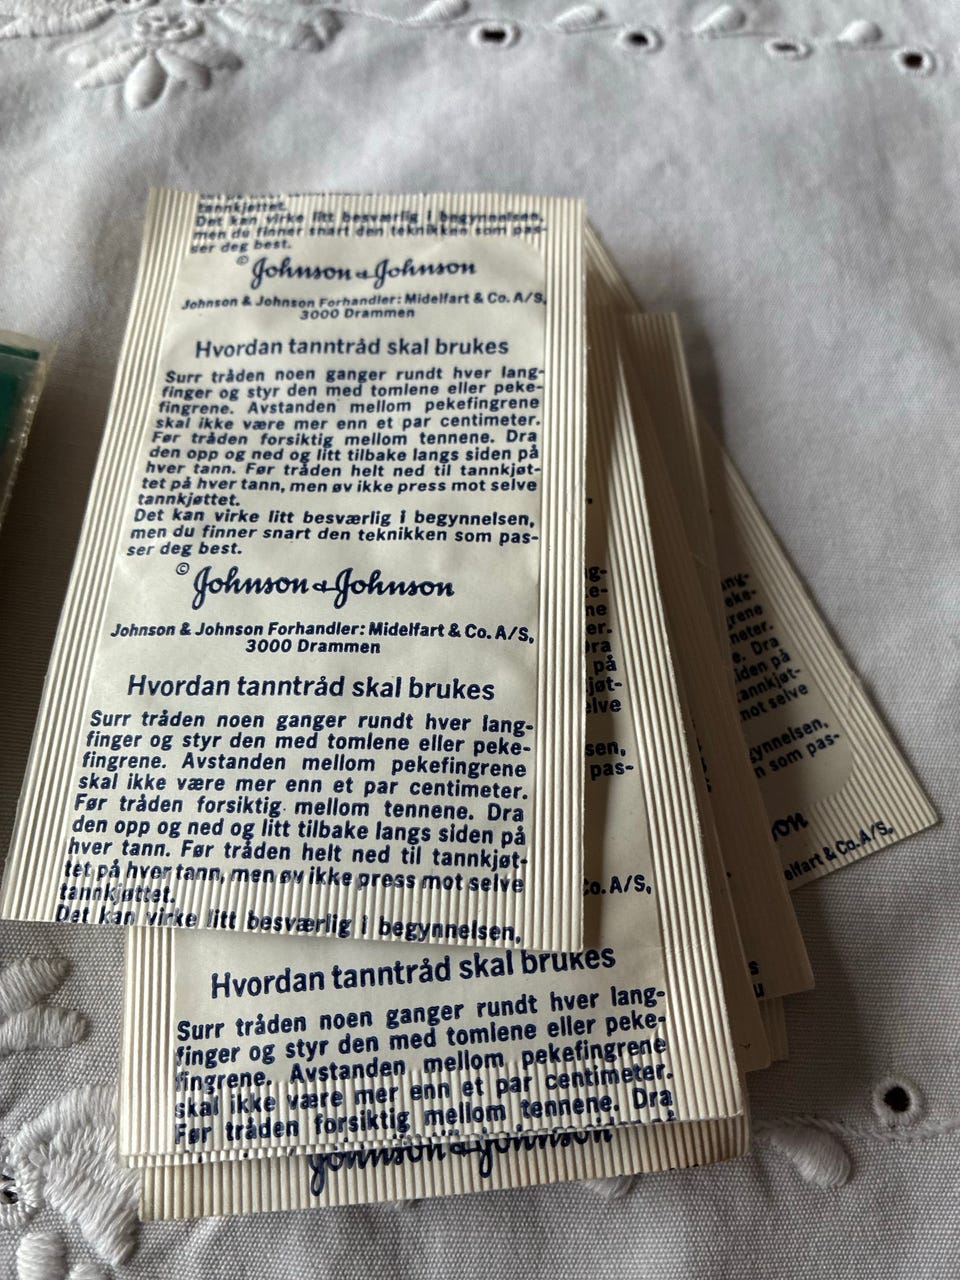 tannkjøttet.
Det kan virke litt besværlig i begynnelsen,
men du finner snart den teknikken som pas-
ser deg best.
© Johnson & Johnson
Johnson & Johnson Forhandler: Midelfart & Co. A/S,
3000 Drammen
Hvordan tanntråd skal brukes
Surr tråden noen ganger rundt hver lang-
finger og styr den med tomlene eller peke-
fingrene. Avstanden mellom pekefingrene
skal ikke være mer enn et par centimeter.
Før tråden forsiktig mellom tennene. Dra
den opp og ned og litt tilbake langs siden på
hver tann. Før tråden helt ned til tannkjøt-
tet på hver tann, men øv ikke press mot selve
tannkjøttet.
Det kan virke litt besværlig i begynnelsen,
men du finner snart den teknikken som pas-
ser deg best.
© Johnson & Johnson
Johnson & Johnson Forhandler: Midelfart & Co. A/S,
3000 Drammen
Hvordan tanntråd skal brukes
Surr tråden noen ganger rundt hver lang-
finger og styr den med tomlene eller peke-
fingrene. Avstanden mellom pekefingrene
skal ikke være mer enn et par centimeter.
Før tråden forsiktig mellom tennene. Dra
den opp og ned og litt tilbake langs siden på
hver tann. Før tråden helt ned til tannkjøt-
tet på hver tann, men øv ikke press mot selve
tannkjøttet.
Det kan virke litt besværlig i begynnelsen,
Hvordan tanntråd skal brukes
Surr tråden noen ganger rundt hver lang-
finger og styr den med tomlene eller peke-
fingrene. Avstanden mellom pekefingrene
skal ikke være mer enn et par centimeter.
Før tråden forsiktig mellom tennene. Dra
Johnson & Johnson
på
Co. A/S,
Dra
siden på
tannkjøt-
mot selve
begynnelsen,
som pas-
& Co. A/S,